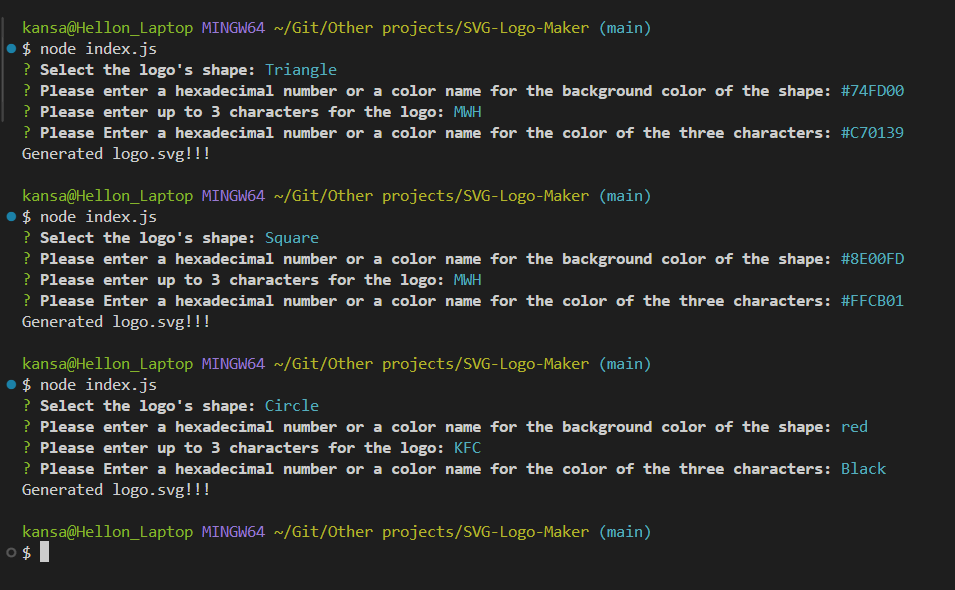 kansa@Hellon_Laptop MINGW64 ~/Git/Other projects/SVG-Logo-Maker (main)
$ node index.js
? Select the logo's shape: Triangle
? Please enter a hexadecimal number or a color name for the background color of the shape: #74FD00
? Please enter up to 3 characters for the logo: MWH
? Please Enter a hexadecimal number or a color name for the color of the three characters: #C70139
Generated logo.svg!!!
kansa@Hellon_Laptop MINGW64 ~/Git/Other projects/SVG-Logo-Maker (main)
$ node index.js
? Select the logo's shape: Square
? Please enter a hexadecimal number or a color name for the background color of the shape: #8E00FD
? Please enter up to 3 characters for the logo: MWH
? Please Enter a hexadecimal number or a color name for the color of the three characters: #FFCB01
Generated logo.svg!!!
kansa@Hellon_Laptop MINGW64 ~/Git/Other projects/SVG-Logo-Maker (main)
$ node index.js
? Select the logo's shape: Circle
? Please enter a hexadecimal number or a color name for the background color of the shape: red
? Please enter up to 3 characters for the logo: KFC
? Please Enter a hexadecimal number or a color name for the color of the three characters: Black
Generated logo.svg!!!
kansa@Hellon_Laptop MINGW64 ~/Git/Other projects/SVG-Logo-Maker (main)
$